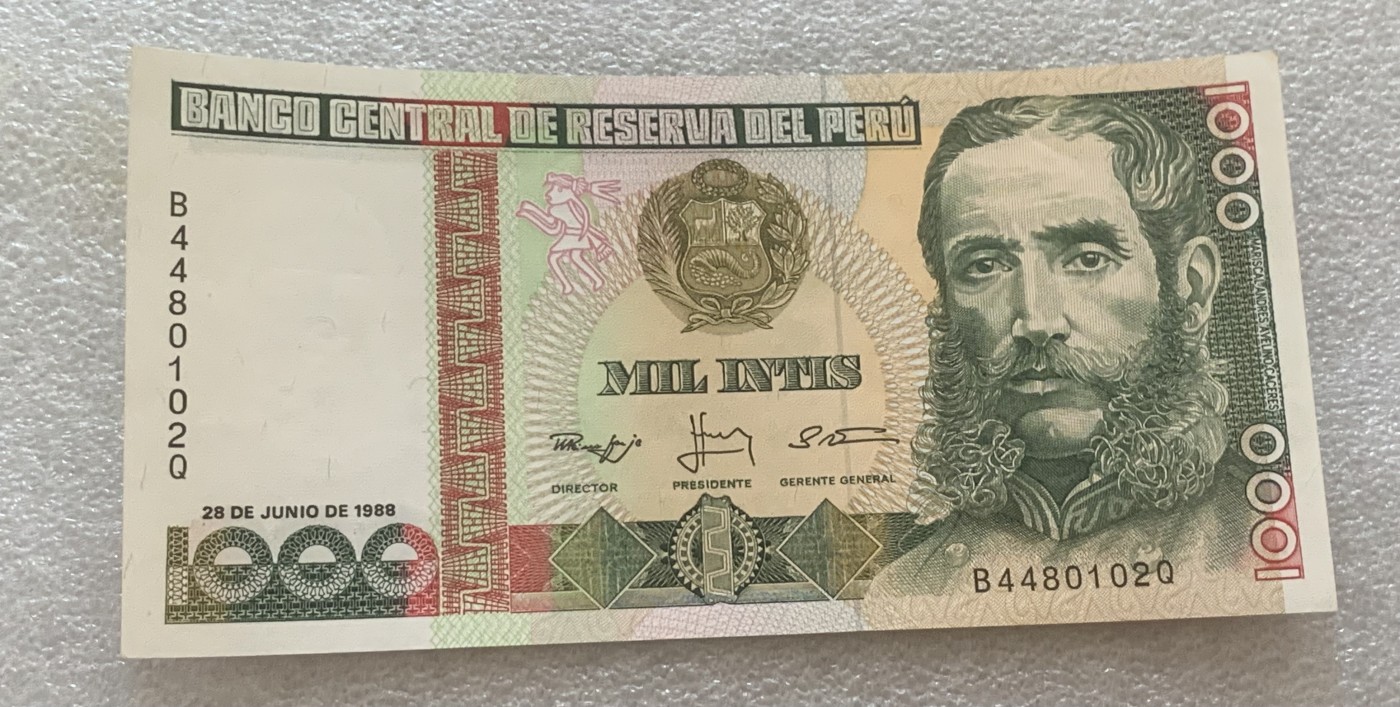 BANCO CENTRAL DE RESERVA DEL PERÚ
B4480102Q
MIL INTIS
DIRECTOR
PRESIDENTE
GERENTE GENERAL
28 DE JUNIO DE 1988
1000
1000
MARISCAL ANDRES AVELINO CACERES
1000
B4480102Q